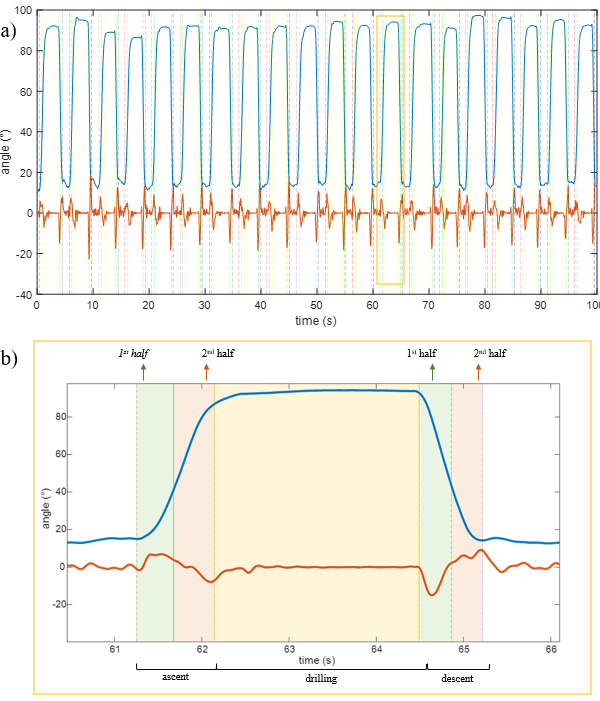 a)
100
80
60
40
20
0
-20
-40
angle (°)
0 10 20 30 40 50 60 70 80 90 100
time (s)
b)
1st half 2nd half 1st half 2nd half
80
60
40
20
0
-20
angle (°)
61 62 63 64 65 66
time (s)
ascent drilling descent